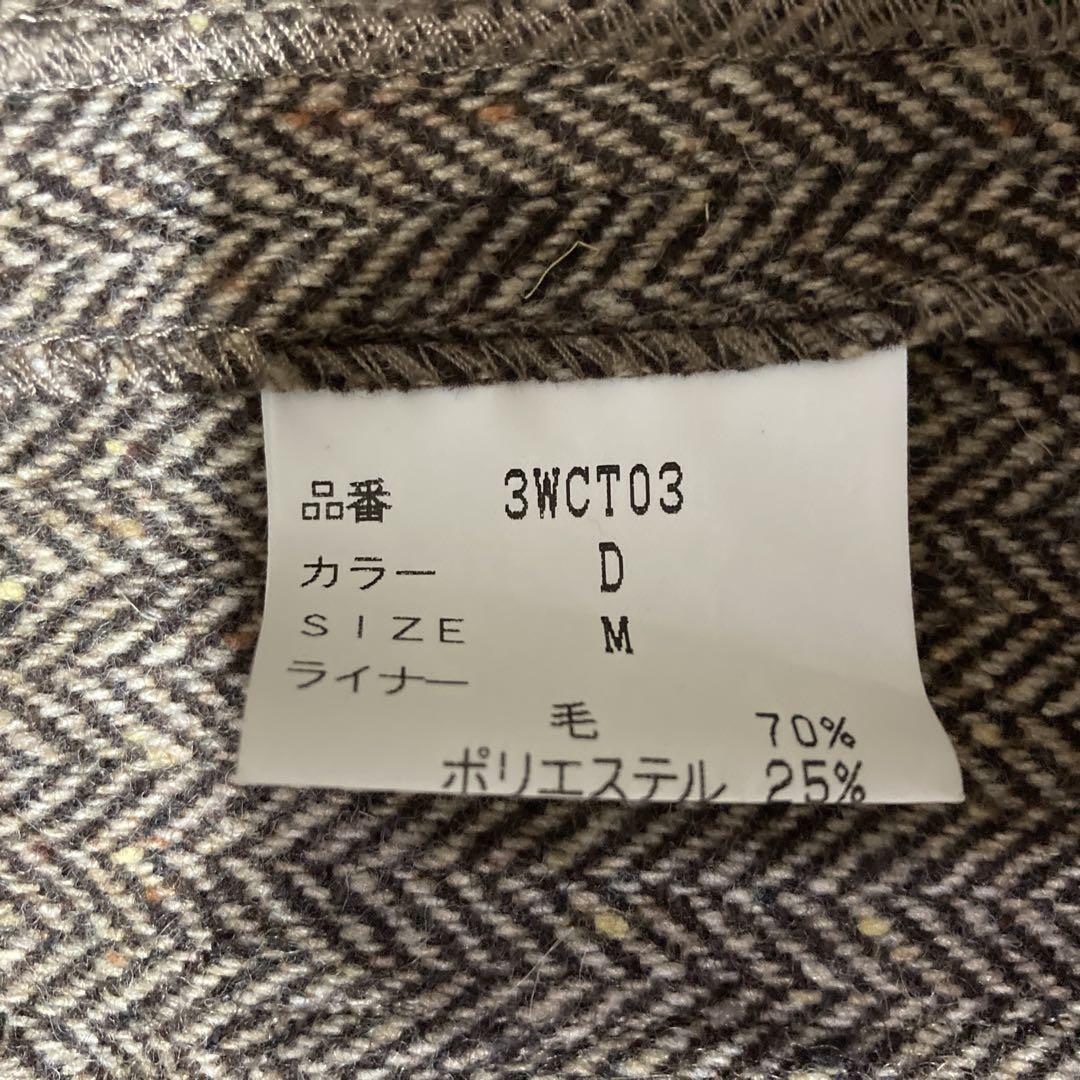 品番 3WCT03
カラー D
SIZE M
ライナー
毛 70%
ポリエステル 25%